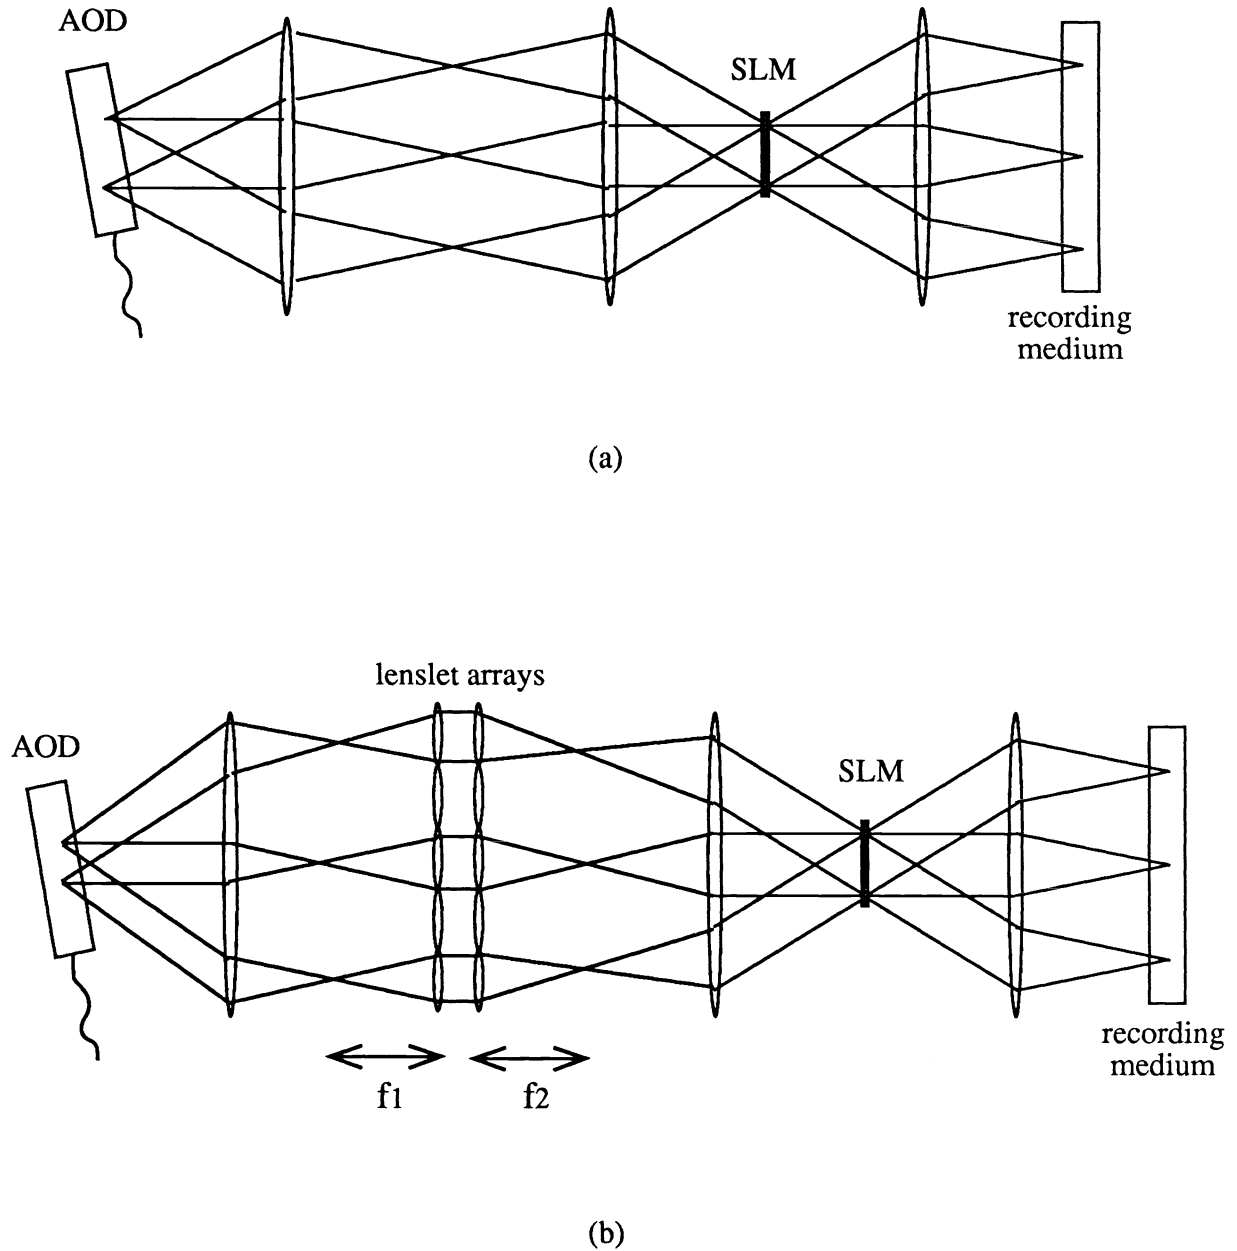 AOD
SLM
recording
medium
(a)
lenslet arrays
AOD
SLM
recording
medium
f1
f2
(b)